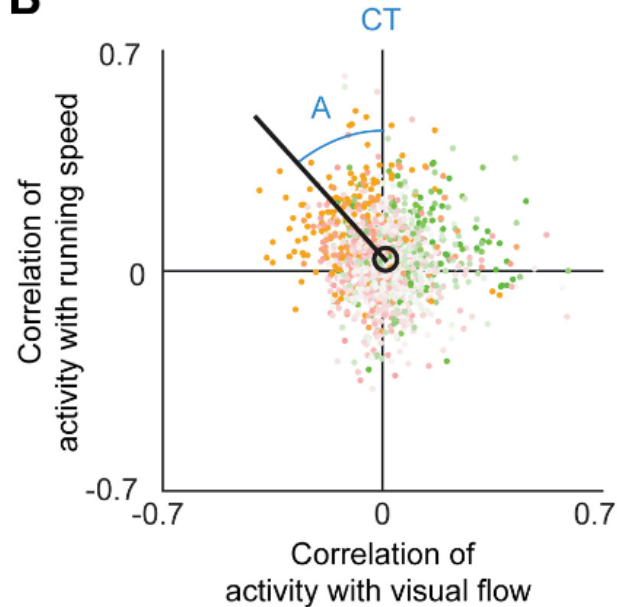 B
CT
0.7
A
Correlation of
activity with running speed
0
-0.7
-0.7
0
0.7
Correlation of
activity with visual flow